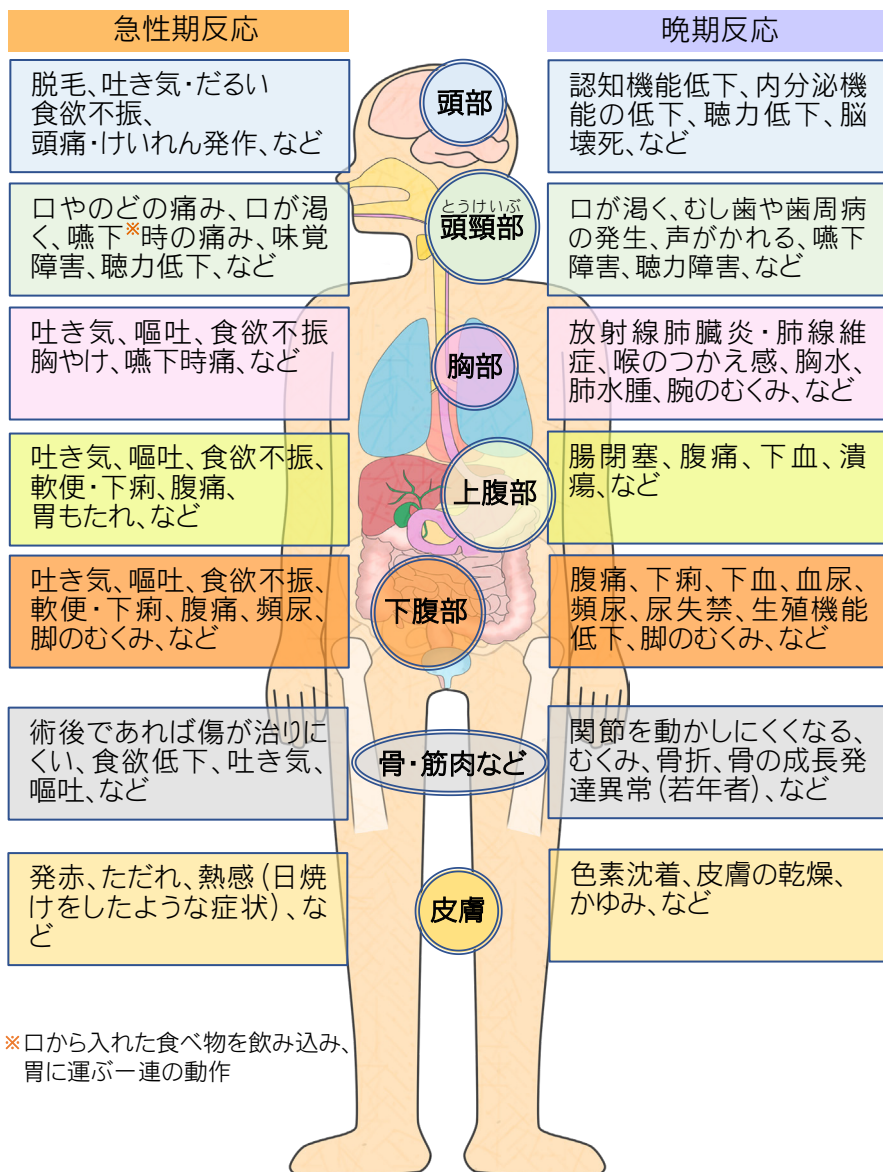 急性期反応
晩期反応
脱毛、吐き気・だるい
食欲不振、
頭痛・けいれん発作、など
頭部
認知機能低下、内分泌機
能の低下、聴力低下、脳
壊死、など
口やのどの痛み、口が渇
く、嚥下※時の痛み、味覚
障害、聴力低下、など
とうけいぶ
頭頸部
口が渇く、むし歯や歯周病
の発生、声がかれる、嚥下
障害、聴力障害、など
吐き気、嘔吐、食欲不振
胸やけ、嚥下時痛、など
胸部
放射線肺臓炎・肺線維
症、喉のつかえ感、胸水、
肺水腫、腕のむくみ、など
吐き気、嘔吐、食欲不振、
軟便・下痢、腹痛、
胃もたれ、など
上腹部
腸閉塞、腹痛、下血、潰
瘍、など
吐き気、嘔吐、食欲不振、
軟便・下痢、腹痛、頻尿、
脚のむくみ、など
下腹部
腹痛、下痢、下血、血尿、
頻尿、尿失禁、生殖機能
低下、脚のむくみ、など
術後であれば傷が治りに
くい、食欲低下、吐き気、
嘔吐、など
骨・筋肉など
関節を動かしにくくなる、
むくみ、骨折、骨の成長発
達異常(若年者)、など
発赤、ただれ、熱感(日焼
けをしたような症状)、な
ど
皮膚
色素沈着、皮膚の乾燥、
かゆみ、など
※口から入れた食べ物を飲み込み、
胃に運ぶ一連の動作